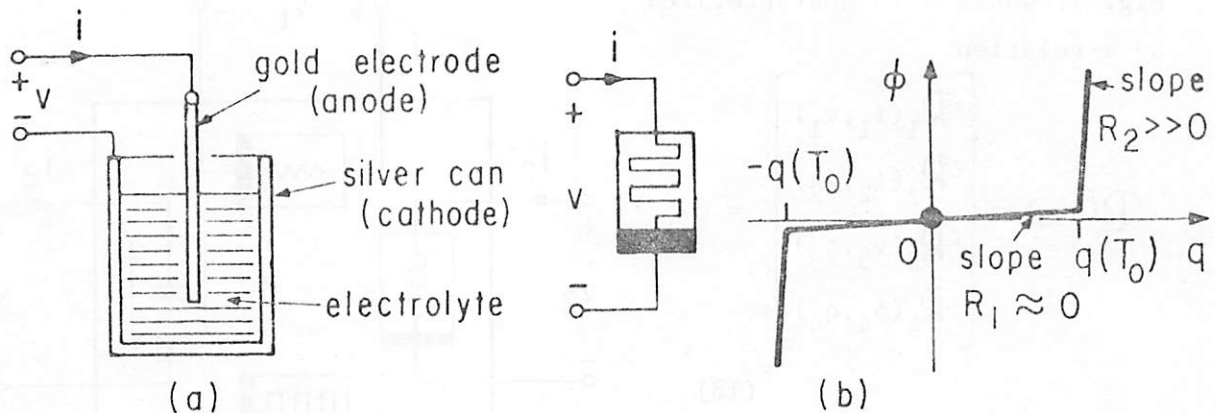 i
+
v
−
gold electrode
(anode)
silver can
(cathode)
electrolyte
(a)
i
+
v
−
(b)
ϕ
slope
R₂>>0
-q(T₀)
0
slope
R₁ ≈ 0
q(T₀) q